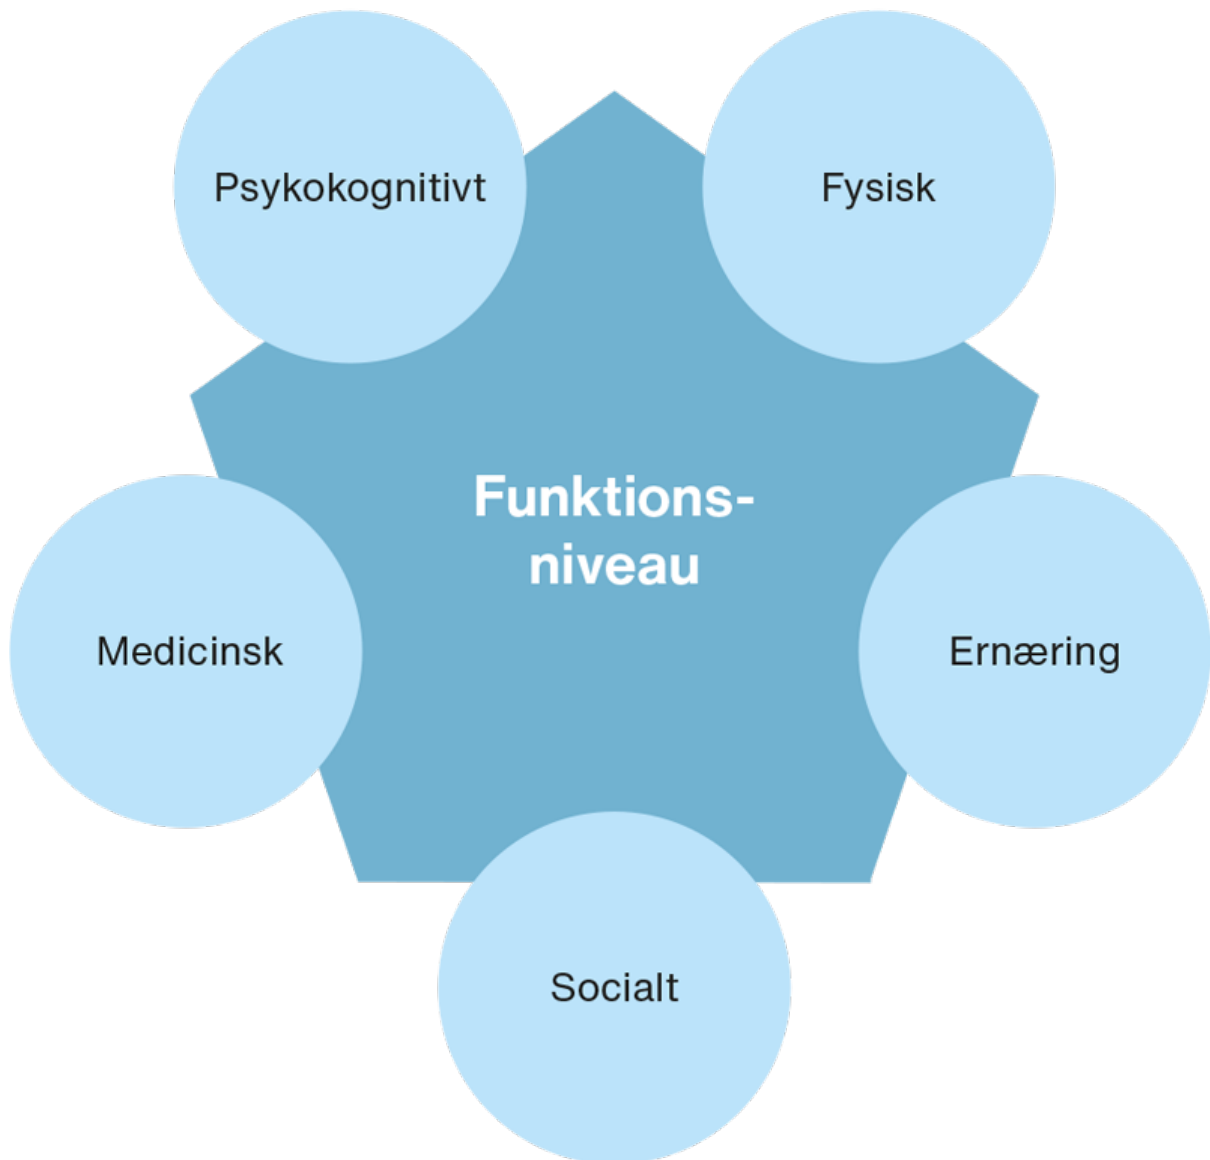 Psykokognitivt
Fysisk
Funktions-
niveau
Medicinsk
Ernæring
Socialt